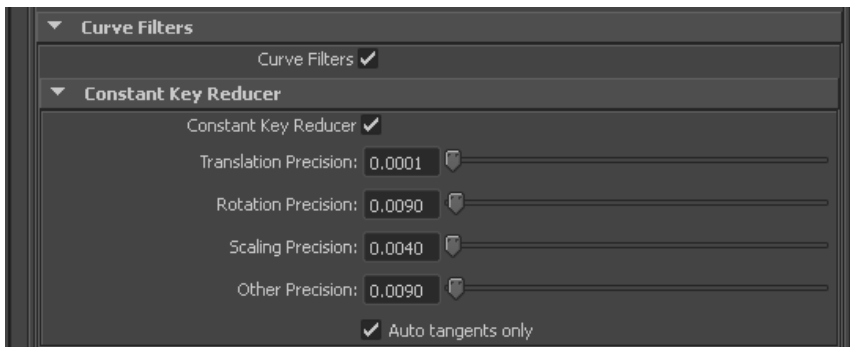 Curve Filters
Curve Filters
Constant Key Reducer
Constant Key Reducer
Translation Precision: 0.0001
Rotation Precision: 0.0090
Scaling Precision: 0.0040
Other Precision: 0.0090
Auto tangents only